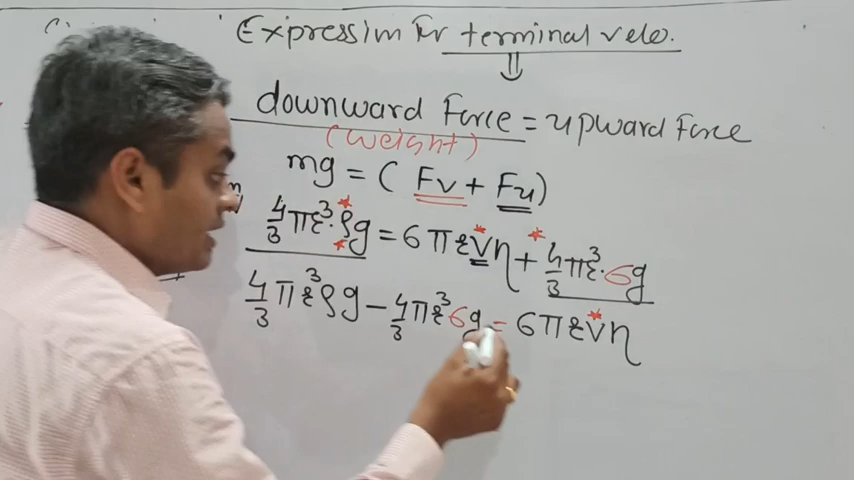 Expression for terminal velo.
⇓
downward Force = upward Force
(weight)
mg = ( Fv + Fu)
4/3 πr³·ρg = 6πrvη + 4/3 πr³·σg
4/3 πr³ρg − 4/3 πr³σg = 6πrvη